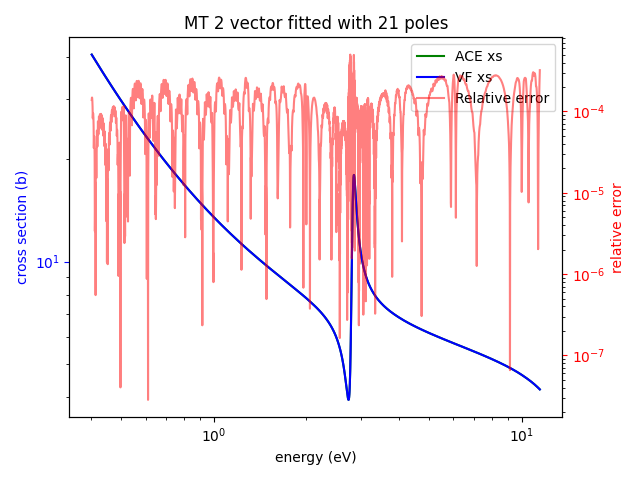 MT 2 vector fitted with 21 poles
ACE xs
VF xs
Relative error
cross section (b)
10¹
10⁻⁴
10⁻⁵
10⁻⁶
10⁻⁷
relative error
10⁰
10¹
energy (eV)